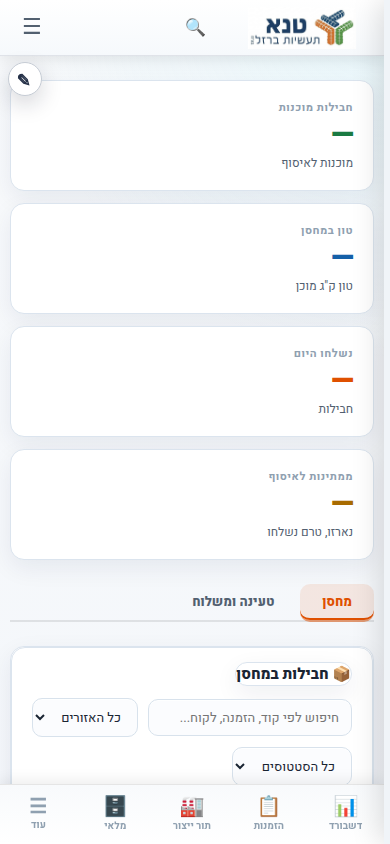 טנא
תעשיות ברזל
חבילות מוכנות
—
מוכנות לאיסוף
טון במחסן
—
טון ק"ג מוכן
נשלחו היום
—
חבילות
ממתינות לאיסוף
—
נארזו, טרם נשלחו
מחסן טעינה ומשלוח
📦 חבילות במחסן
חיפוש לפי קוד, הזמנה, לקוח... כל האזורים
כל הסטטוסים
דשבורד הזמנות תור ייצור מלאי עוד